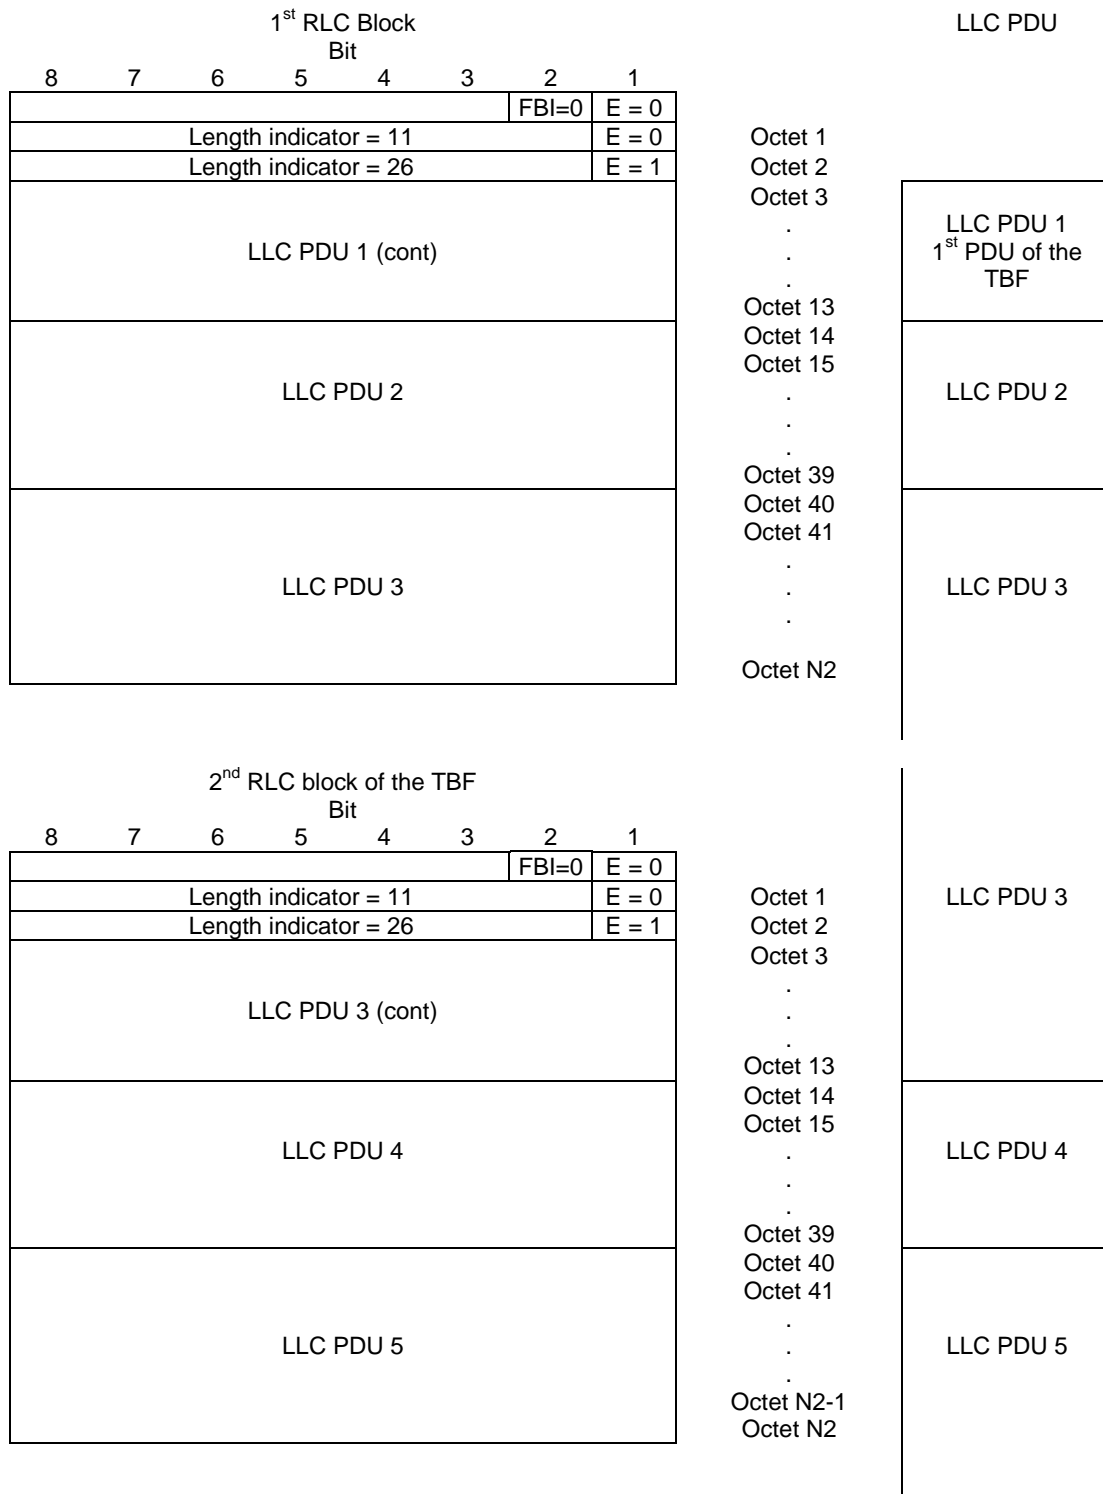 1st RLC Block LLC PDU
Bit
8 7 6 5 4 3 2 1
FBI=0 E = 0
Length indicator = 11 E = 0 Octet 1
Length indicator = 26 E = 1 Octet 2
Octet 3
. LLC PDU 1
LLC PDU 1 (cont) . 1st PDU of the
. TBF
Octet 13
Octet 14
Octet 15
LLC PDU 2 . LLC PDU 2
.
.
Octet 39
Octet 40
Octet 41
.
LLC PDU 3 . LLC PDU 3
.
Octet N2
2nd RLC block of the TBF
Bit
8 7 6 5 4 3 2 1
FBI=0 E = 0
Length indicator = 11 E = 0 Octet 1 LLC PDU 3
Length indicator = 26 E = 1 Octet 2
Octet 3
.
LLC PDU 3 (cont) .
.
Octet 13
Octet 14
Octet 15
LLC PDU 4 . LLC PDU 4
.
.
Octet 39
Octet 40
Octet 41
.
LLC PDU 5 . LLC PDU 5
.
Octet N2-1
Octet N2